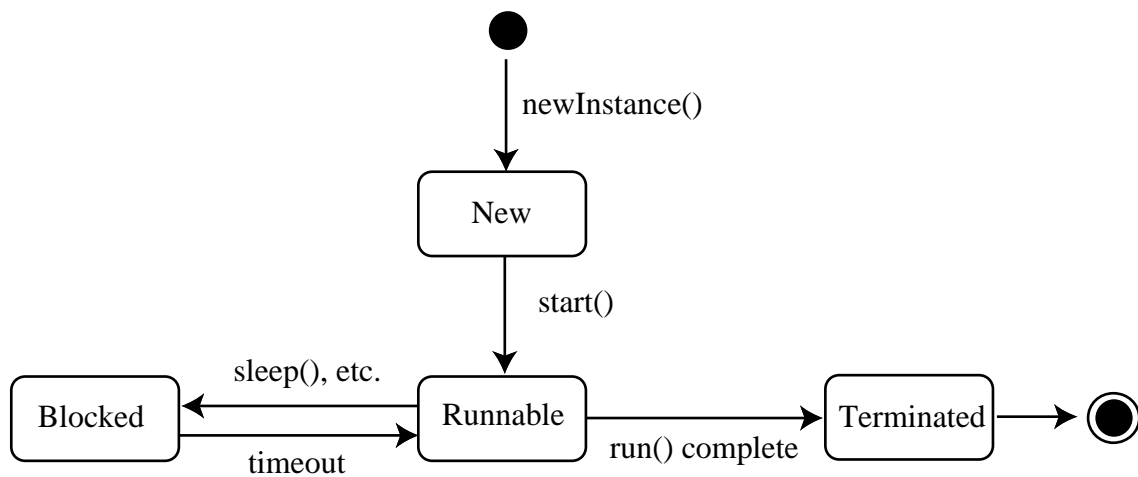 newInstance()
New
start()
sleep(), etc.
Blocked
Runnable
Terminated
timeout
run() complete